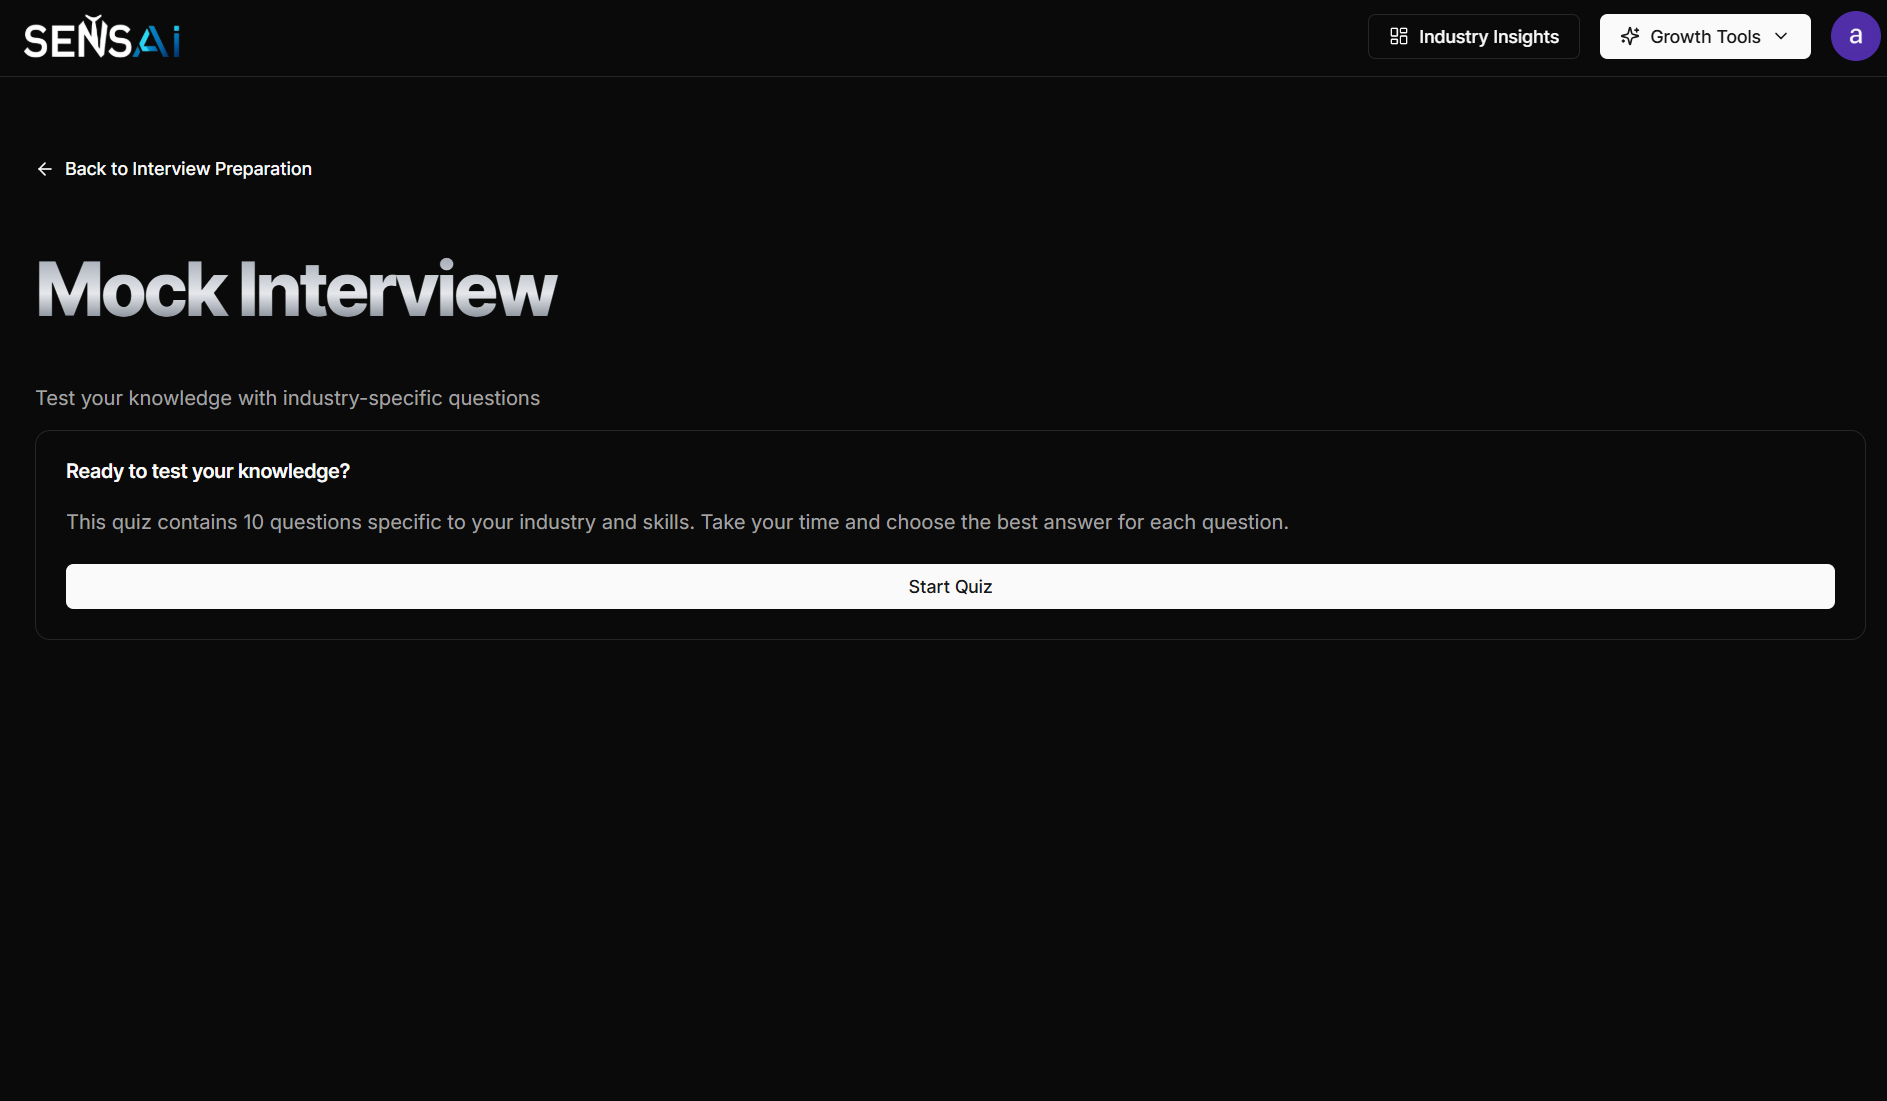 SENSAi
Industry Insights
Growth Tools
a
Back to Interview Preparation
Mock Interview
Test your knowledge with industry-specific questions
Ready to test your knowledge?
This quiz contains 10 questions specific to your industry and skills. Take your time and choose the best answer for each question.
Start Quiz